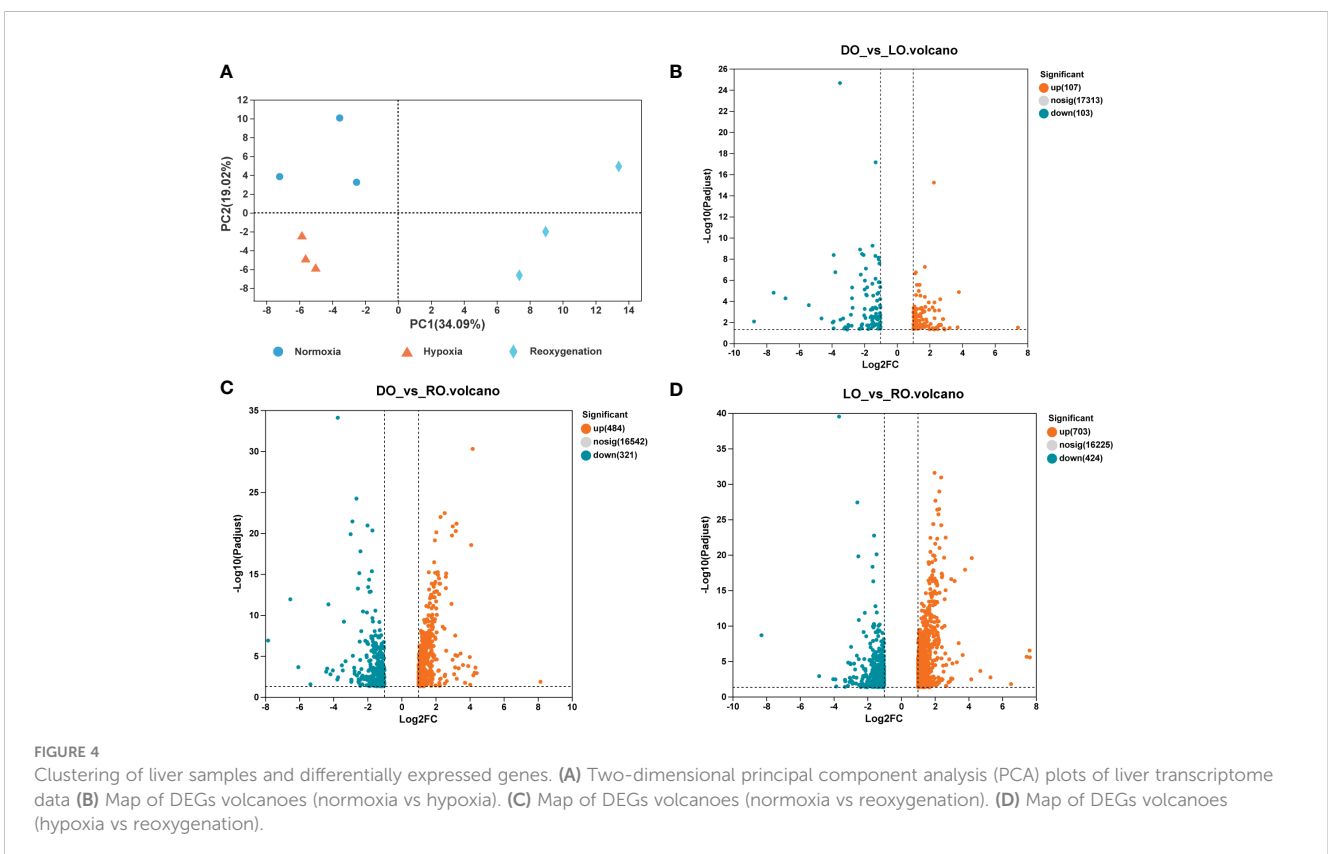 A
12
10
8
6
4
2
0
-2
-4
-6
-8
PC2(19.02%)
-8 -6 -4 -2 0 2 4 6 8 10 12 14
PC1(34.09%)
Normoxia Hypoxia Reoxygenation
B
DO_vs_LO.volcano
26
24
22
20
18
16
14
12
10
8
6
4
2
0
-Log10(Padjust)
-10 -8 -6 -4 -2 0 2 4 6 8
Log2FC
Significant
up(107)
nosig(17313)
down(103)
C
DO_vs_RO.volcano
35
30
25
20
15
10
5
0
-Log10(Padjust)
-8 -6 -4 -2 0 2 4 6 8 10
Log2FC
Significant
up(484)
nosig(16542)
down(321)
D
LO_vs_RO.volcano
40
35
30
25
20
15
10
5
0
-Log10(Padjust)
-10 -8 -6 -4 -2 0 2 4 6 8
Log2FC
Significant
up(703)
nosig(16225)
down(424)
FIGURE 4
Clustering of liver samples and differentially expressed genes. (A) Two-dimensional principal component analysis (PCA) plots of liver transcriptome
data (B) Map of DEGs volcanoes (normoxia vs hypoxia). (C) Map of DEGs volcanoes (normoxia vs reoxygenation). (D) Map of DEGs volcanoes
(hypoxia vs reoxygenation).